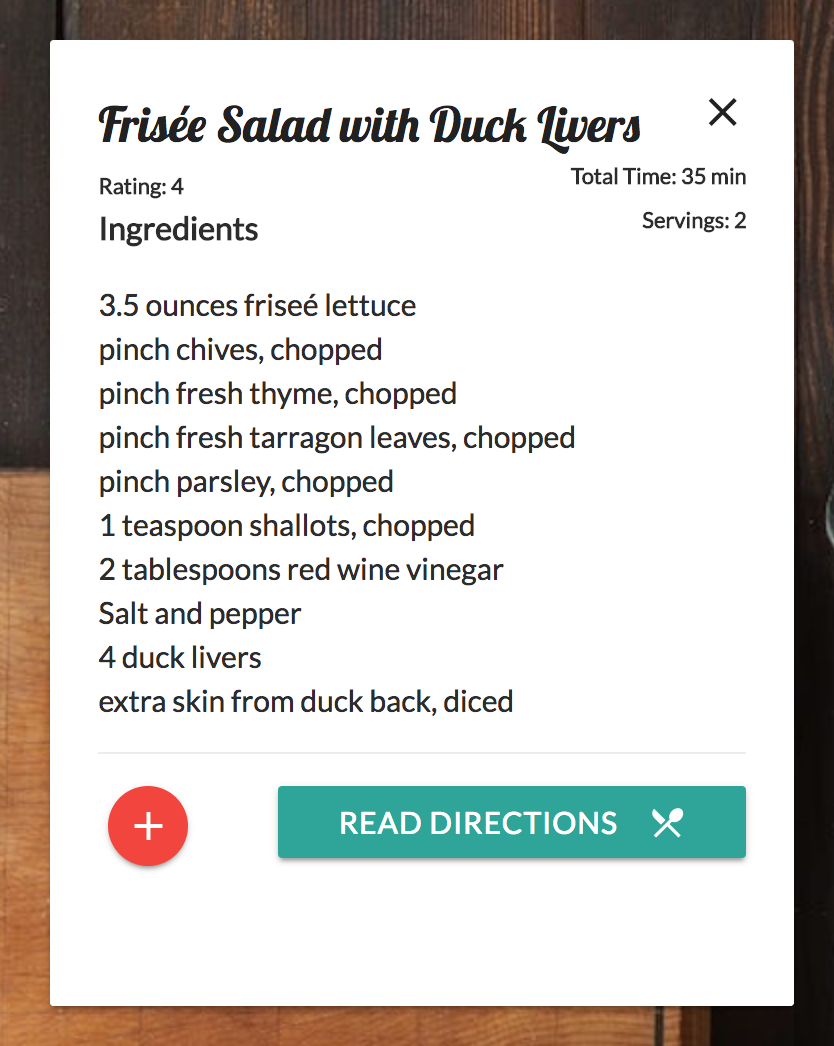 Frisée Salad with Duck Livers
Total Time: 35 min
Rating: 4
Servings: 2
Ingredients
3.5 ounces friseé lettuce
pinch chives, chopped
pinch fresh thyme, chopped
pinch fresh tarragon leaves, chopped
pinch parsley, chopped
1 teaspoon shallots, chopped
2 tablespoons red wine vinegar
Salt and pepper
4 duck livers
extra skin from duck back, diced
READ DIRECTIONS